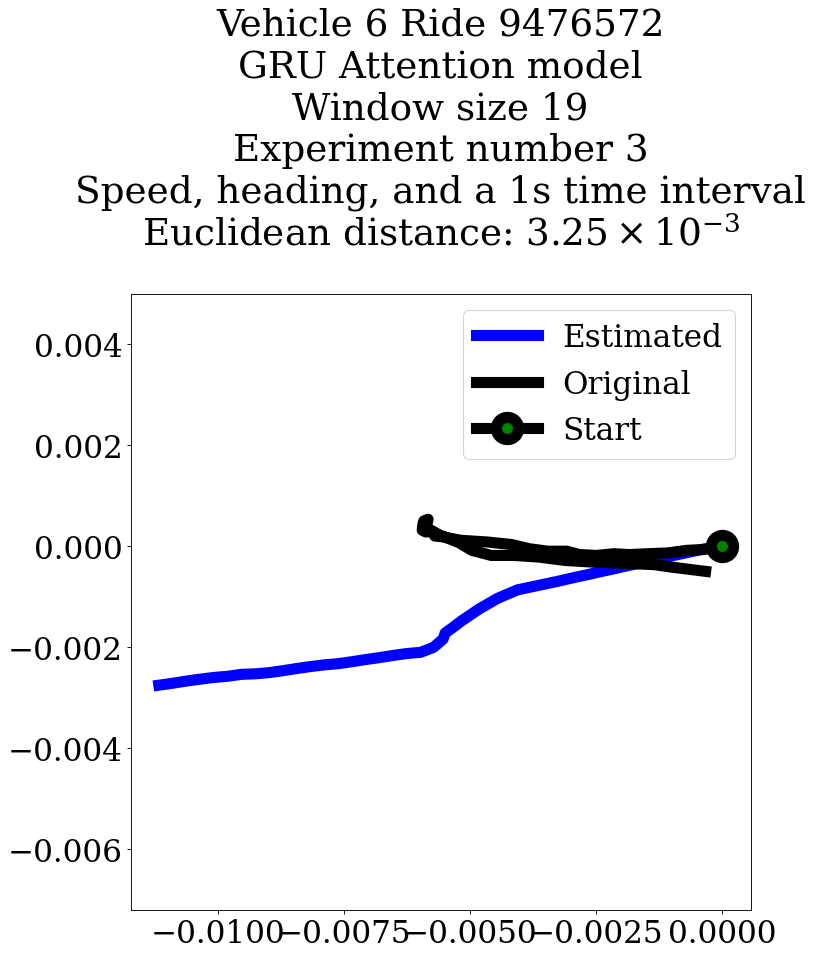 Vehicle 6 Ride 9476572
GRU Attention model
Window size 19
Experiment number 3
Speed, heading, and a 1s time interval
Euclidean distance: 3.25 × 10⁻³
Estimated
Original
Start
0.004
0.002
0.000
−0.002
−0.004
−0.006
−0.0100 −0.0075 −0.0050 −0.0025 0.0000